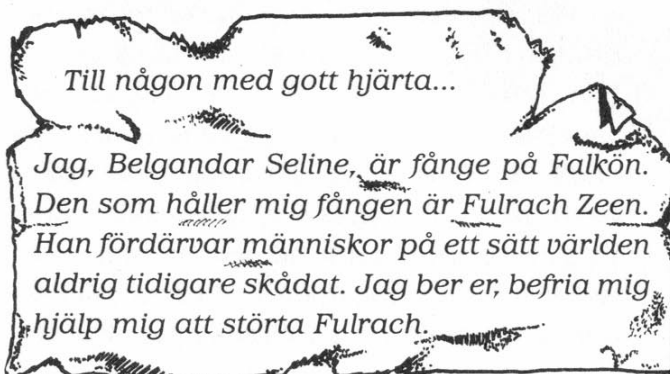 Till någon med gott hjärta...
Jag, Belgandar Seline, är fånge på Falkön.
Den som håller mig fången är Fulrach Zeen.
Han fördärvar människor på ett sätt världen
aldrig tidigare skådat. Jag ber er, befria mig
hjälp mig att störta Fulrach.